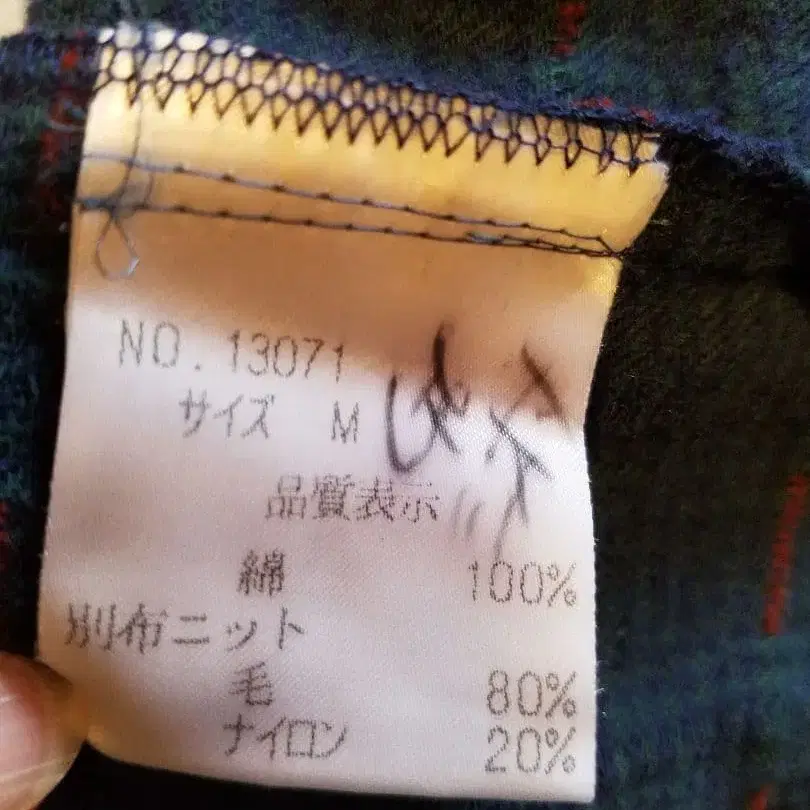 NO. 13071
サイズ M
品質表示
綿 100%
別布ニット
毛 80%
ナイロン 20%